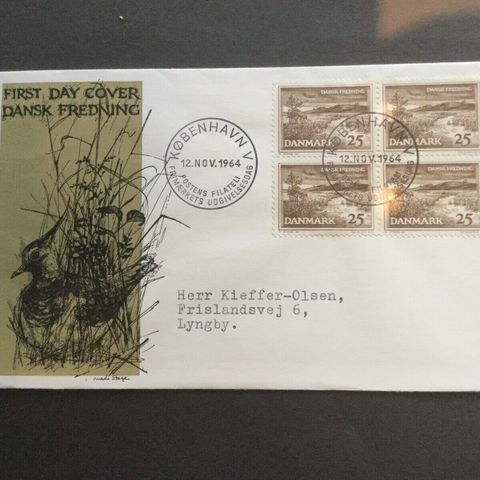 FIRST DAY COVER
DANSK FREDNING
KØBENHAVN V
12.NOV.1964
POSTENS FILATELI
FRIMÆRKETS UDGIVELSESDAG
DANSK FREDNING
DANMARK 25
DANSK FREDNING
DANMARK 25
DANSK FREDNING
DANMARK 25
DANSK FREDNING
DANMARK 25
KØBENHAVN V
12.NOV.1964
Herr Kieffer-Olsen,
Frislandsvej 6,
Lyngby.